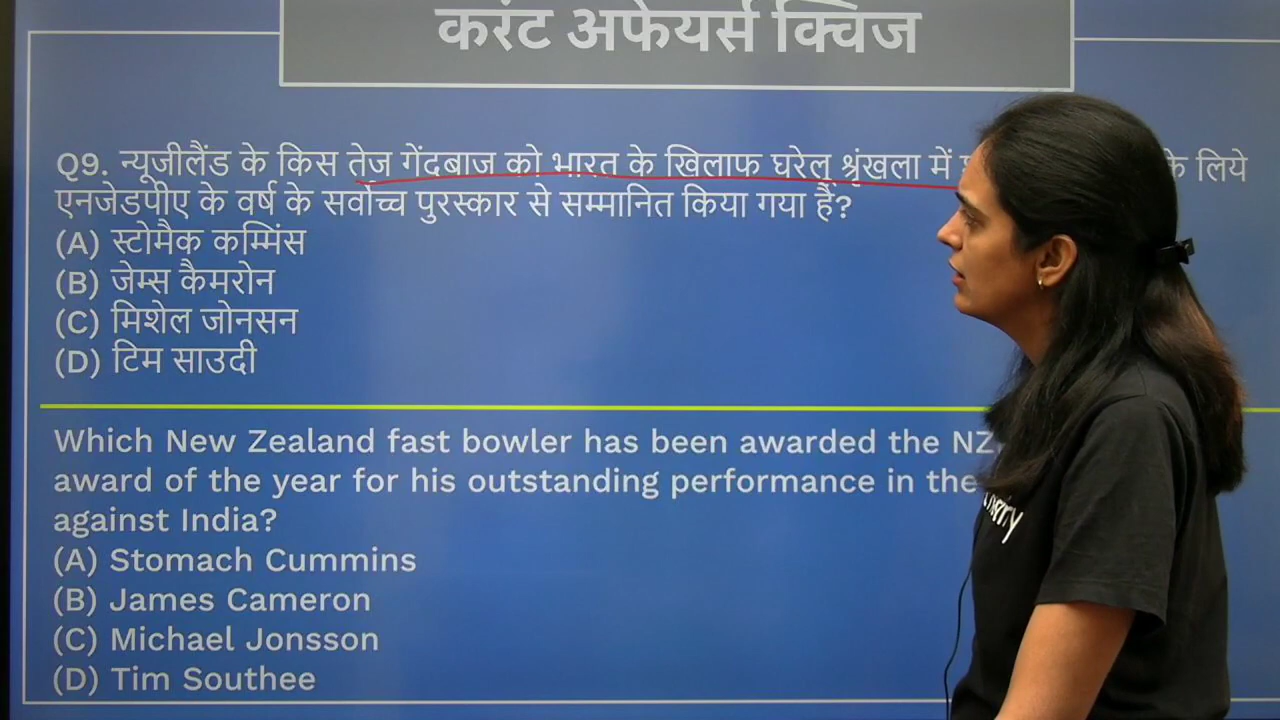 करंट अफेयर्स क्विज
Q9. न्यूजीलैंड के किस तेज़ गेंदबाज को भारत के खिलाफ घरेलू श्रृंखला में के लिये
एनजेडपीए के वर्ष के सर्वोच्च पुरस्कार से सम्मानित किया गया है?
(A) स्टोमैक कम्मिंस
(B) जेम्स कैमरोन
(C) मिशेल जोनसन
(D) टिम साउदी
Which New Zealand fast bowler has been awarded the
award of the year for his outstanding performance in the
against India?
(A) Stomach Cummins
(B) James Cameron
(C) Michael Jonsson
(D) Tim Southee